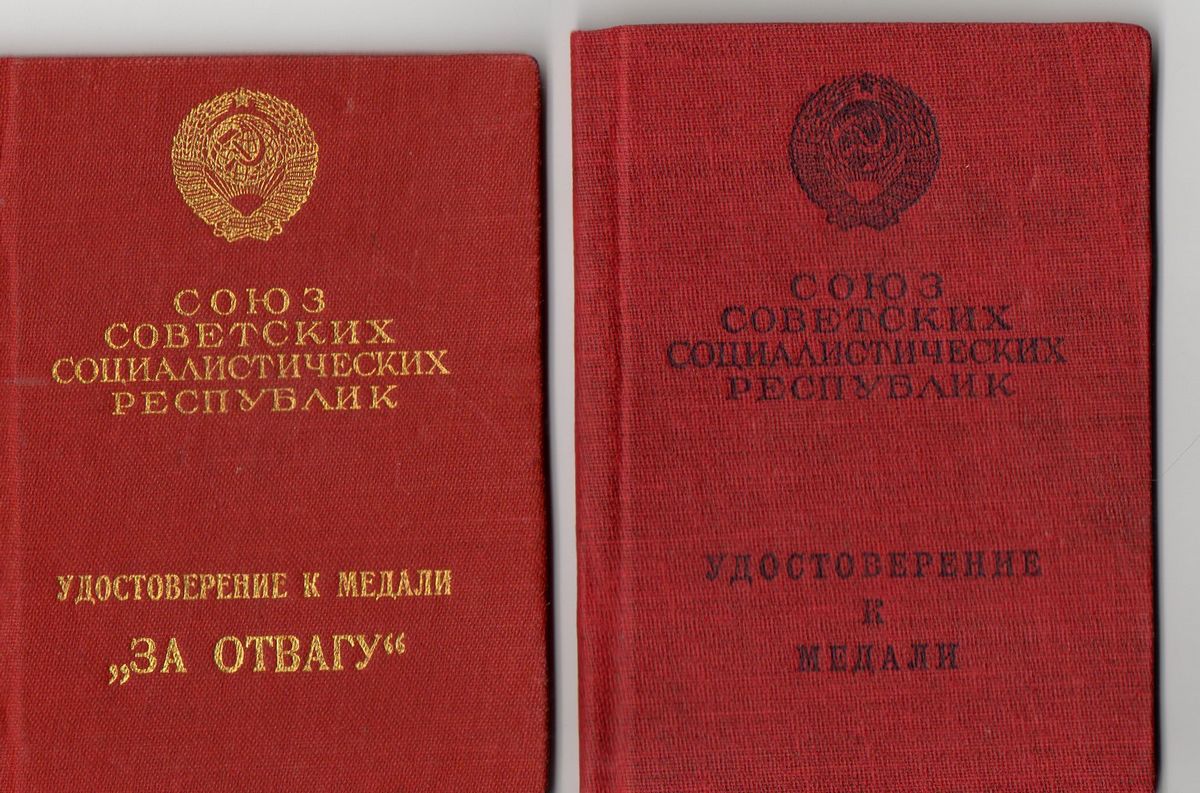 СОЮЗ
СОВЕТСКИХ
СОЦИАЛИСТИЧЕСКИХ
РЕСПУБЛИК
УДОСТОВЕРЕНИЕ К МЕДАЛИ
„ЗА ОТВАГУ“
СОЮЗ
СОВЕТСКИХ
СОЦИАЛИСТИЧЕСКИХ
РЕСПУБЛИК
УДОСТОВЕРЕНИЕ
К
МЕДАЛИ